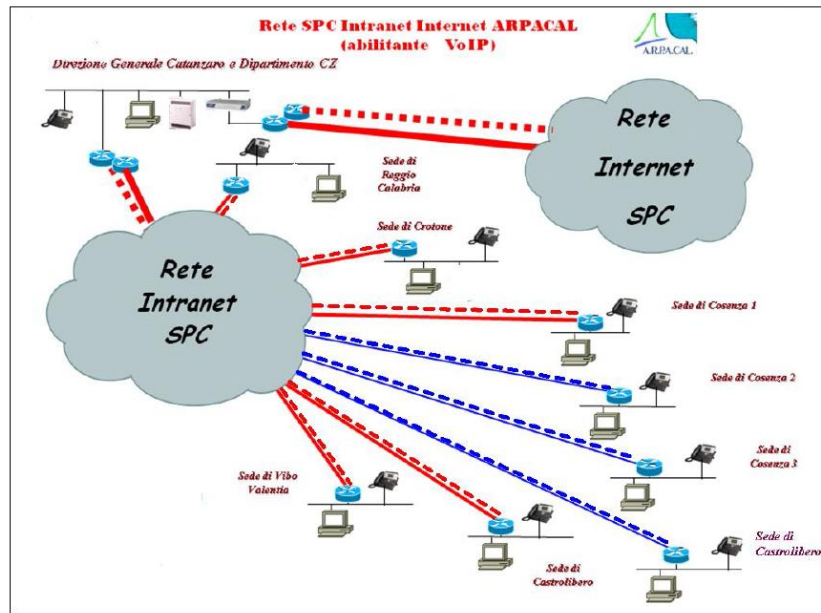 Rete SPC Intranet Internet ARPACAL
(abilitante VoIP)
A.R.PA.CAL.
Direzione Generale Catanzaro e Dipartimento CZ
Rete
Internet
SPC
Sede di
Reggio
Calabria
Sede di Crotone
Rete
Intranet
SPC
Sede di Cosenza 1
Sede di Cosenza 2
Sede di
Cosenza 3
Sede di Vibo
Valentia
Sede di
Castrolibero
Sede di
Castrolibero